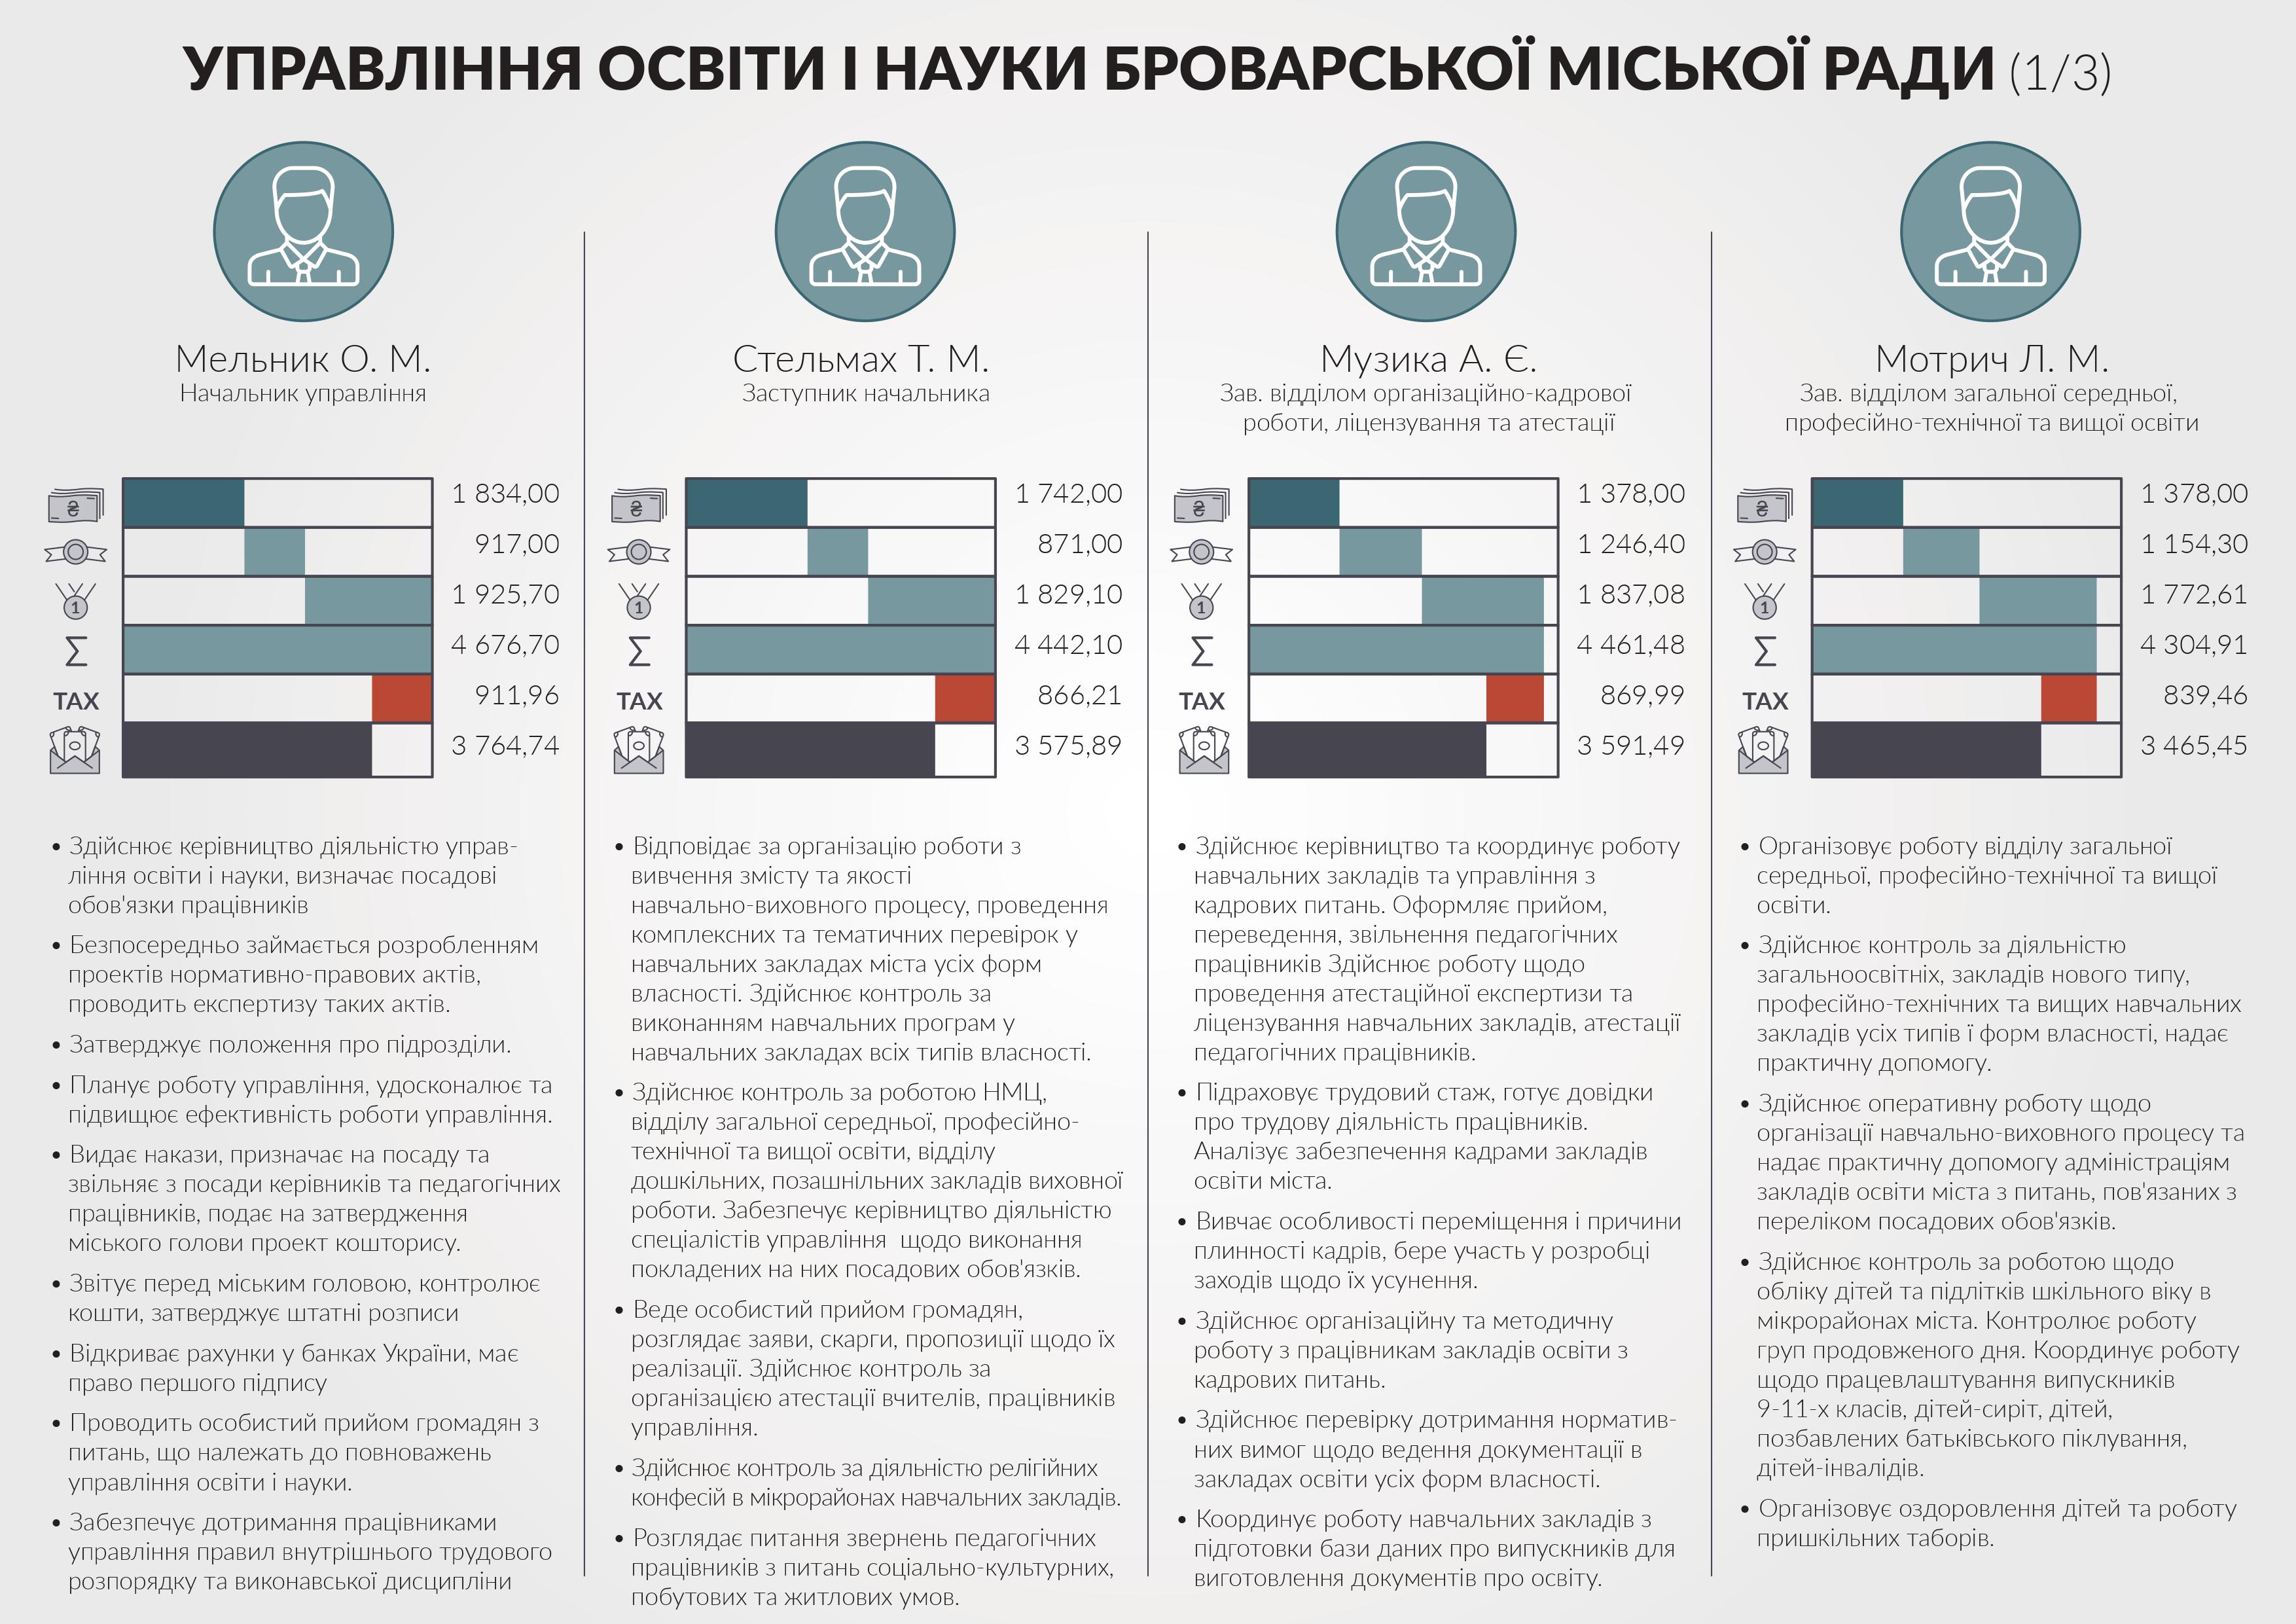 УПРАВЛІННЯ ОСВІТИ І НАУКИ БРОВАРСЬКОЇ МІСЬКОЇ РАДИ (1/3)
Мельник О. М.
Начальник управління
₴ 1 834,00
917,00
1 1 925,70
Σ 4 676,70
TAX 911,96
3 764,74
• Здійснює керівництво діяльністю управ-
ління освіти і науки, визначає посадові
обов'язки працівників
• Безпосередньо займається розробленням
проектів нормативно-правових актів,
проводить експертизу таких актів.
• Затверджує положення про підрозділи.
• Планує роботу управління, удосконалює та
підвищює ефективність роботи управління.
• Видає накази, призначає на посаду та
звільняє з посади керівників та педагогічних
працівників, подає на затвердження
міського голови проект кошторису.
• Звітує перед міським головою, контролює
кошти, затверджує штатні розписи
• Відкриває рахунки у банках України, має
право першого підпису
• Проводить особистий прийом громадян з
питань, що належать до повноважень
управління освіти і науки.
• Забезпечує дотримання працівниками
управління правил внутрішнього трудового
розпорядку та виконавської дисципліни
Стельмах Т. М.
Заступник начальника
₴ 1 742,00
871,00
1 1 829,10
Σ 4 442,10
TAX 866,21
3 575,89
• Відповідає за організацію роботи з
вивчення змісту та якості
навчально-виховного процесу, проведення
комплексних та тематичних перевірок у
навчальних закладах міста усіх форм
власності. Здійснює контроль за
виконанням навчальних програм у
навчальних закладах всіх типів власності.
• Здійснює контроль за роботою НМЦ,
відділу загальної середньої, професійно-
технічної та вищої освіти, відділу
дошкільних, позашнільних закладів виховної
роботи. Забезпечує керівництво діяльністю
спеціалістів управління щодо виконання
покладених на них посадових обов'язків.
• Веде особистий прийом громадян,
розглядає заяви, скарги, пропозиції щодо їх
реалізації. Здійснює контроль за
організацією атестації вчителів, працівників
управління.
• Здійснює контроль за діяльністю релігійних
конфесій в мікрорайонах навчальних закладів.
• Розглядає питання звернень педагогічних
працівників з питань соціально-культурних,
побутових та житлових умов.
Музика А. Є.
Зав. відділом організаційно-кадрової
роботи, ліцензування та атестації
₴ 1 378,00
1 246,40
1 1 837,08
Σ 4 461,48
TAX 869,99
3 591,49
• Здійснює керівництво та координує роботу
навчальних закладів та управління з
кадрових питань. Оформляє прийом,
переведення, звільнення педагогічних
працівників Здійснює роботу щодо
проведення атестаційної експертизи та
ліцензування навчальних закладів, атестації
педагогічних працівників.
• Підраховує трудовий стаж, готує довідки
про трудову діяльність працівників.
Аналізує забезпечення кадрами закладів
освіти міста.
• Вивчає особливості переміщення і причини
плинності кадрів, бере участь у розробці
заходів щодо їх усунення.
• Здійснює організаційну та методичну
роботу з працівникам закладів освіти з
кадрових питань.
• Здійснює перевірку дотримання норматив-
них вимог щодо ведення документації в
закладах освіти усіх форм власності.
• Координує роботу навчальних закладів з
підготовки бази даних про випускників для
виготовлення документів про освіту.
Мотрич Л. М.
Зав. відділом загальної середньої,
професійно-технічної та вищої освіти
₴ 1 378,00
1 154,30
1 1 772,61
Σ 4 304,91
TAX 839,46
3 465,45
• Організовує роботу відділу загальної
середньої, професійно-технічної та вищої
освіти.
• Здійснює контроль за діяльністю
загальноосвітніх, закладів нового типу,
професійно-технічних та вищих навчальних
закладів усіх типів ї форм власності, надає
практичну допомогу.
• Здійснює оперативну роботу щодо
організації навчально-виховного процесу та
надає практичну допомогу адміністраціям
закладів освіти міста з питань, пов'язаних з
переліком посадових обов'язків.
• Здійснює контроль за роботою щодо
обліку дітей та підлітків шкільного віку в
мікрорайонах міста. Контролює роботу
груп продовженого дня. Координує роботу
щодо працевлаштування випускників
9-11-х класів, дітей-сиріт, дітей,
позбавлених батьківського піклування,
дітей-інвалідів.
• Організовує оздоровлення дітей та роботу
пришкільних таборів.